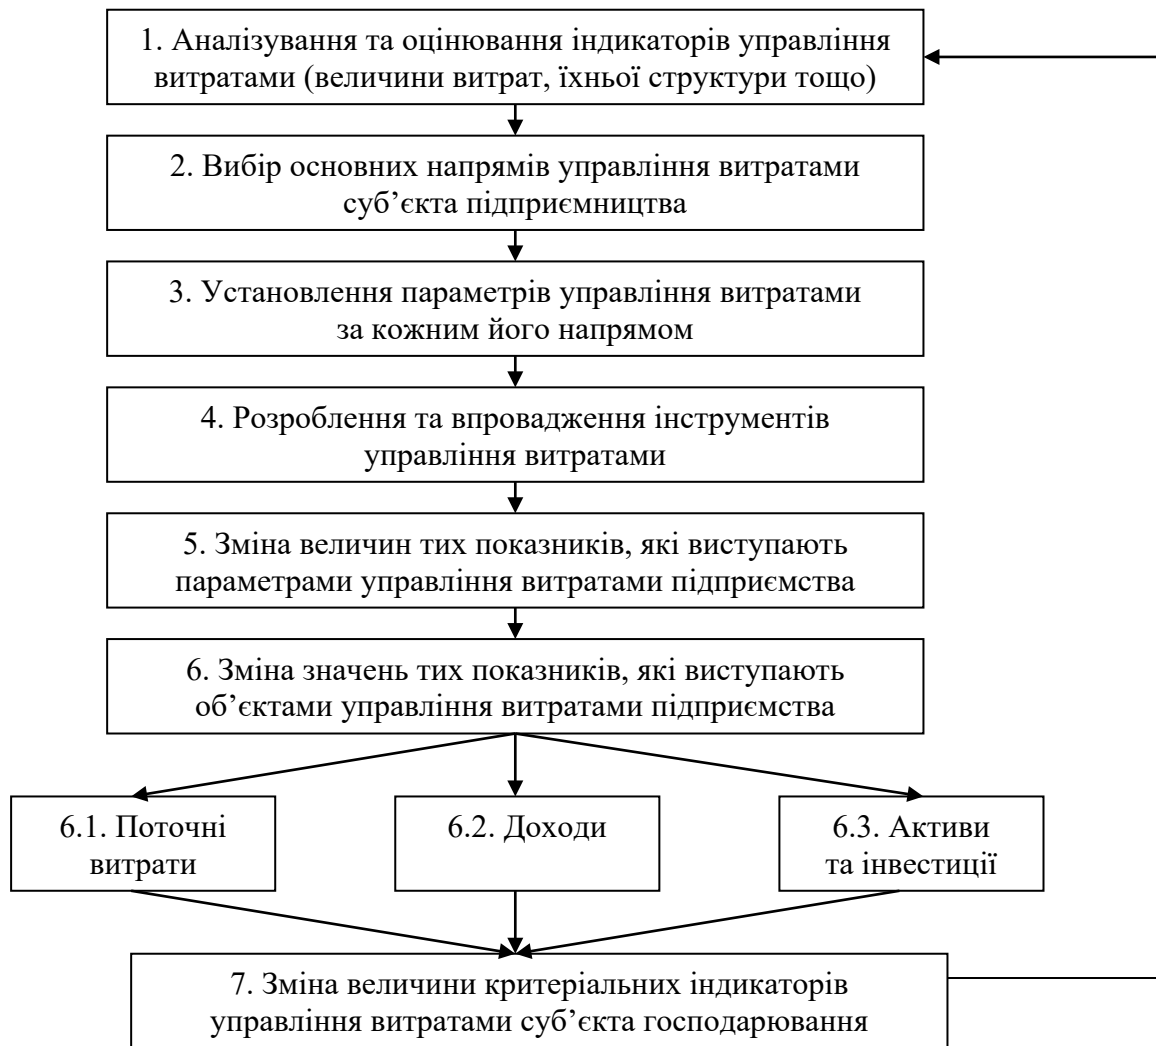 1. Аналізування та оцінювання індикаторів управління
витратами (величини витрат, їхньої структури тощо)
2. Вибір основних напрямів управління витратами
суб’єкта підприємництва
3. Установлення параметрів управління витратами
за кожним його напрямом
4. Розроблення та впровадження інструментів
управління витратами
5. Зміна величин тих показників, які виступають
параметрами управління витратами підприємства
6. Зміна значень тих показників, які виступають
об’єктами управління витратами підприємства
6.1. Поточні
витрати
6.2. Доходи
6.3. Активи
та інвестиції
7. Зміна величини критеріальних індикаторів
управління витратами суб’єкта господарювання